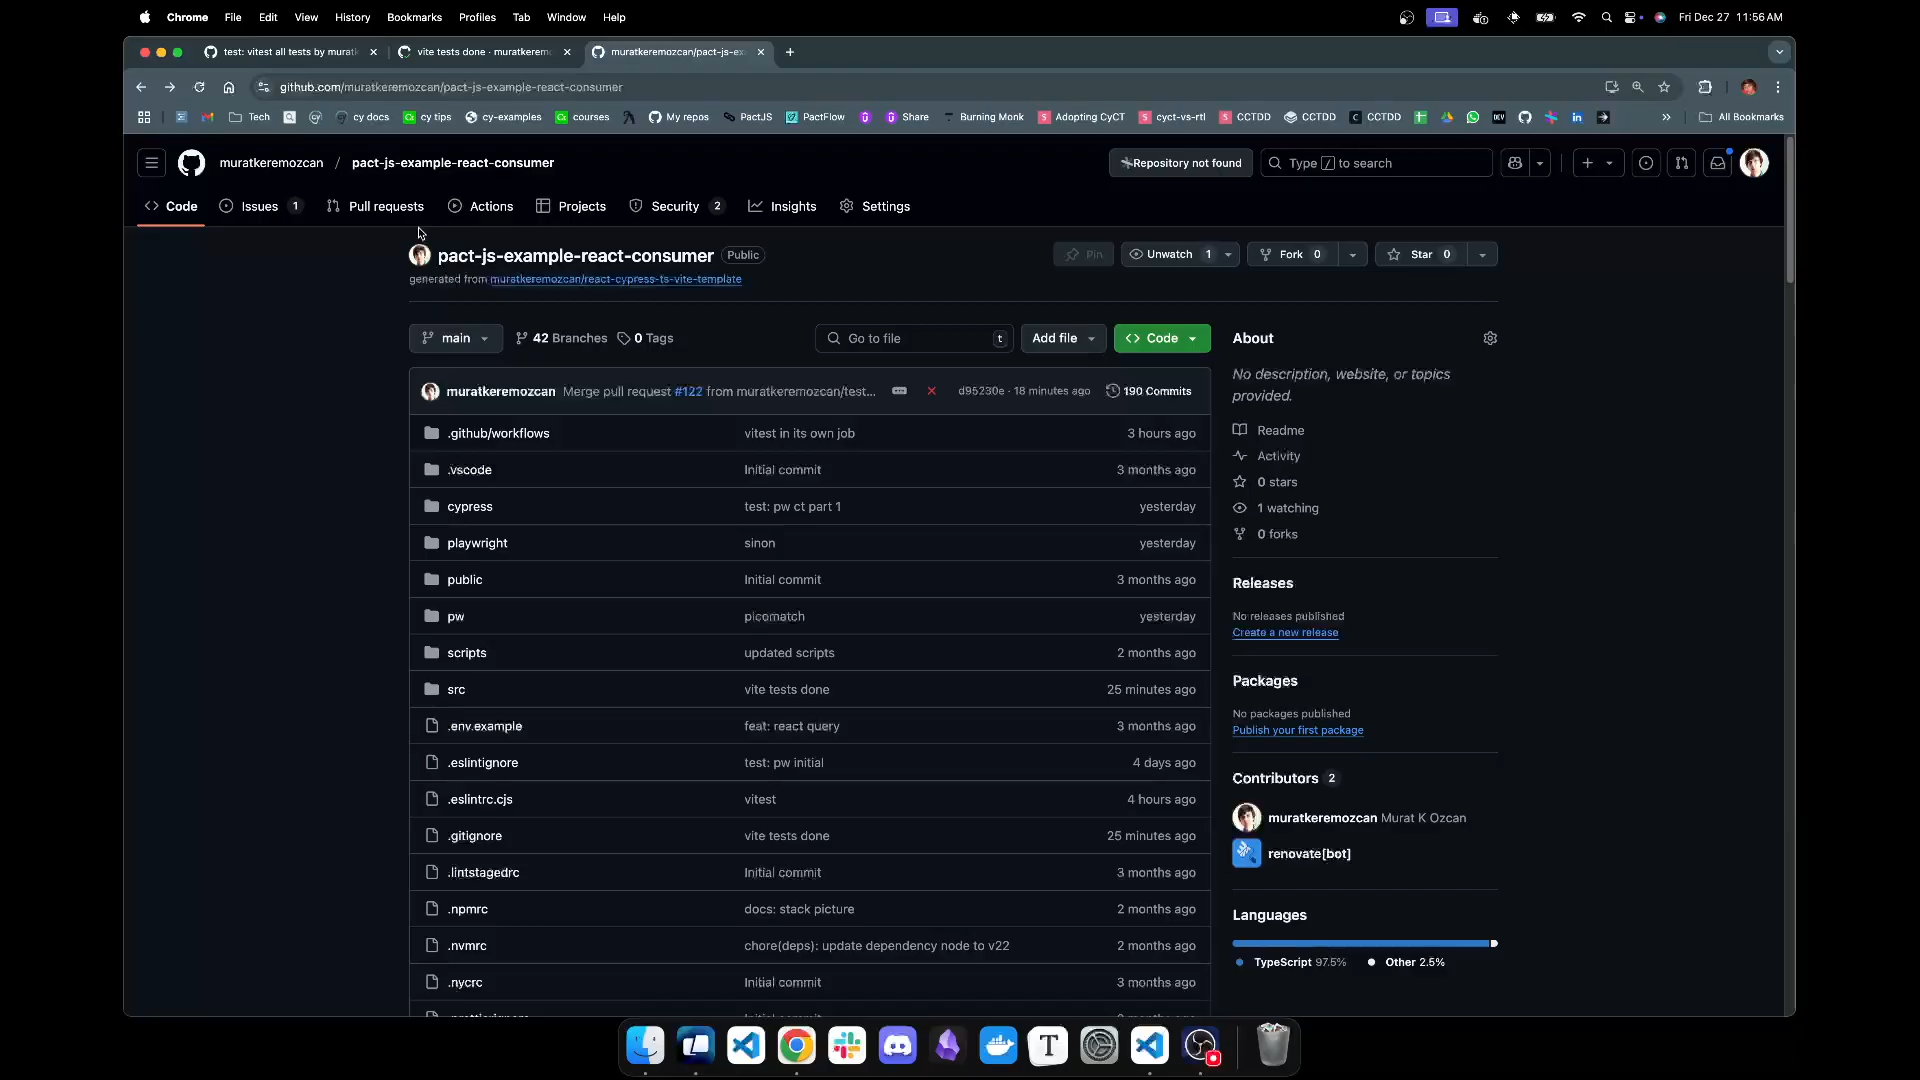 Chrome File Edit View History Bookmarks Profiles Tab Window Help Fri Dec 27 11:56 AM
test: vitest all tests by murat vite tests done · muratkerem muratkeremozcan/pact-js-ex
github.com/muratkeremozcan/pact-js-example-react-consumer
Tech cy docs cy tips cy-examples courses My repos PactJS PactFlow Share Burning Monk Adopting CyCT cyct-vs-rtl CCTDD CCTDD CCTDD All Bookmarks
muratkeremozcan / pact-js-example-react-consumer Repository not found Type / to search
Code Issues 1 Pull requests Actions Projects Security 2 Insights Settings
pact-js-example-react-consumer Public Pin Unwatch 1 Fork 0 Star 0
generated from muratkeremozcan/react-cypress-ts-vite-template
main 42 Branches 0 Tags Go to file t Add file Code
muratkeremozcan Merge pull request #122 from muratkeremozcan/test... d95230e · 18 minutes ago 190 Commits
.github/workflows vitest in its own job 3 hours ago
.vscode Initial commit 3 months ago
cypress test: pw ct part 1 yesterday
playwright sinon yesterday
public Initial commit 3 months ago
pw picomatch yesterday
scripts updated scripts 2 months ago
src vite tests done 25 minutes ago
.env.example feat: react query 3 months ago
.eslintignore test: pw initial 4 days ago
.eslintrc.cjs vitest 4 hours ago
.gitignore vite tests done 25 minutes ago
.lintstagedrc Initial commit 3 months ago
.npmrc docs: stack picture 2 months ago
.nvmrc chore(deps): update dependency node to v22 2 months ago
.nycrc Initial commit 3 months ago
About
No description, website, or topics
provided.
Readme
Activity
0 stars
1 watching
0 forks
Releases
No releases published
Create a new release
Packages
No packages published
Publish your first package
Contributors 2
muratkeremozcan Murat K Ozcan
renovate[bot]
Languages
TypeScript 97.5% Other 2.5%